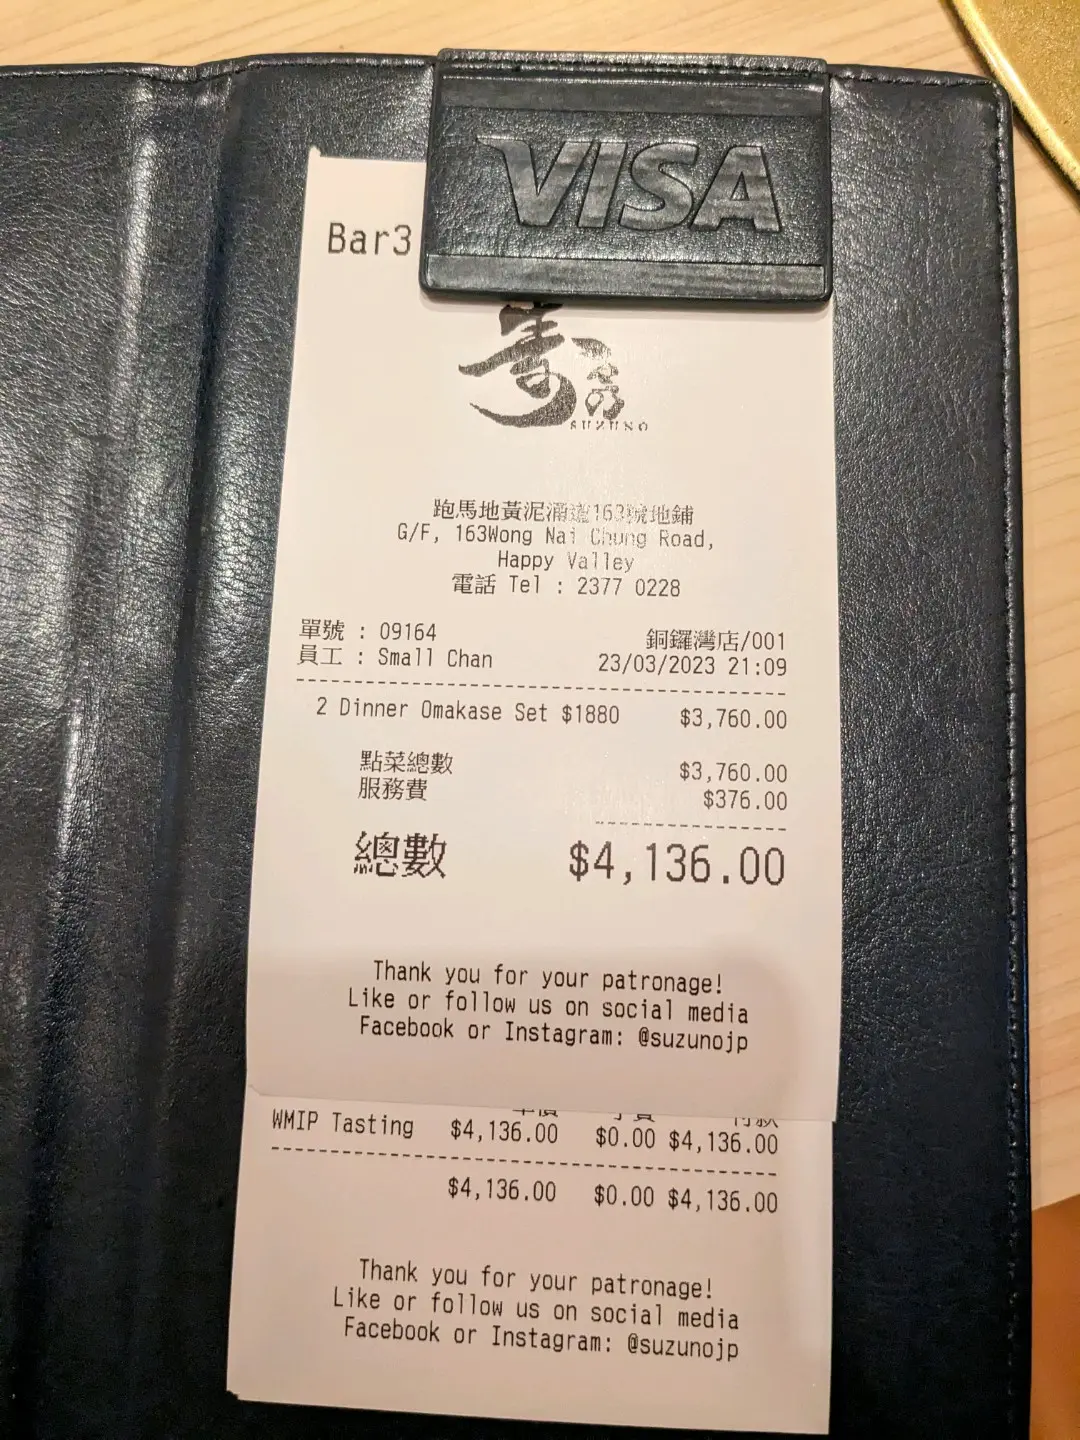 VISA
Bar3
寿
SUZUNO
跑馬地黃泥涌道163號地鋪
G/F, 163Wong Nai Chung Road,
Happy Valley
電話 Tel : 2377 0228
單號 : 09164 銅鑼灣店/001
員工 : Small Chan 23/03/2023 21:09
2 Dinner Omakase Set $1880 $3,760.00
點菜總數 $3,760.00
服務費 $376.00
總數 $4,136.00
Thank you for your patronage!
Like or follow us on social media
Facebook or Instagram: @suzunojp
WMIP Tasting $4,136.00 $0.00 $4,136.00
$4,136.00 $0.00 $4,136.00
Thank you for your patronage!
Like or follow us on social media
Facebook or Instagram: @suzunojp